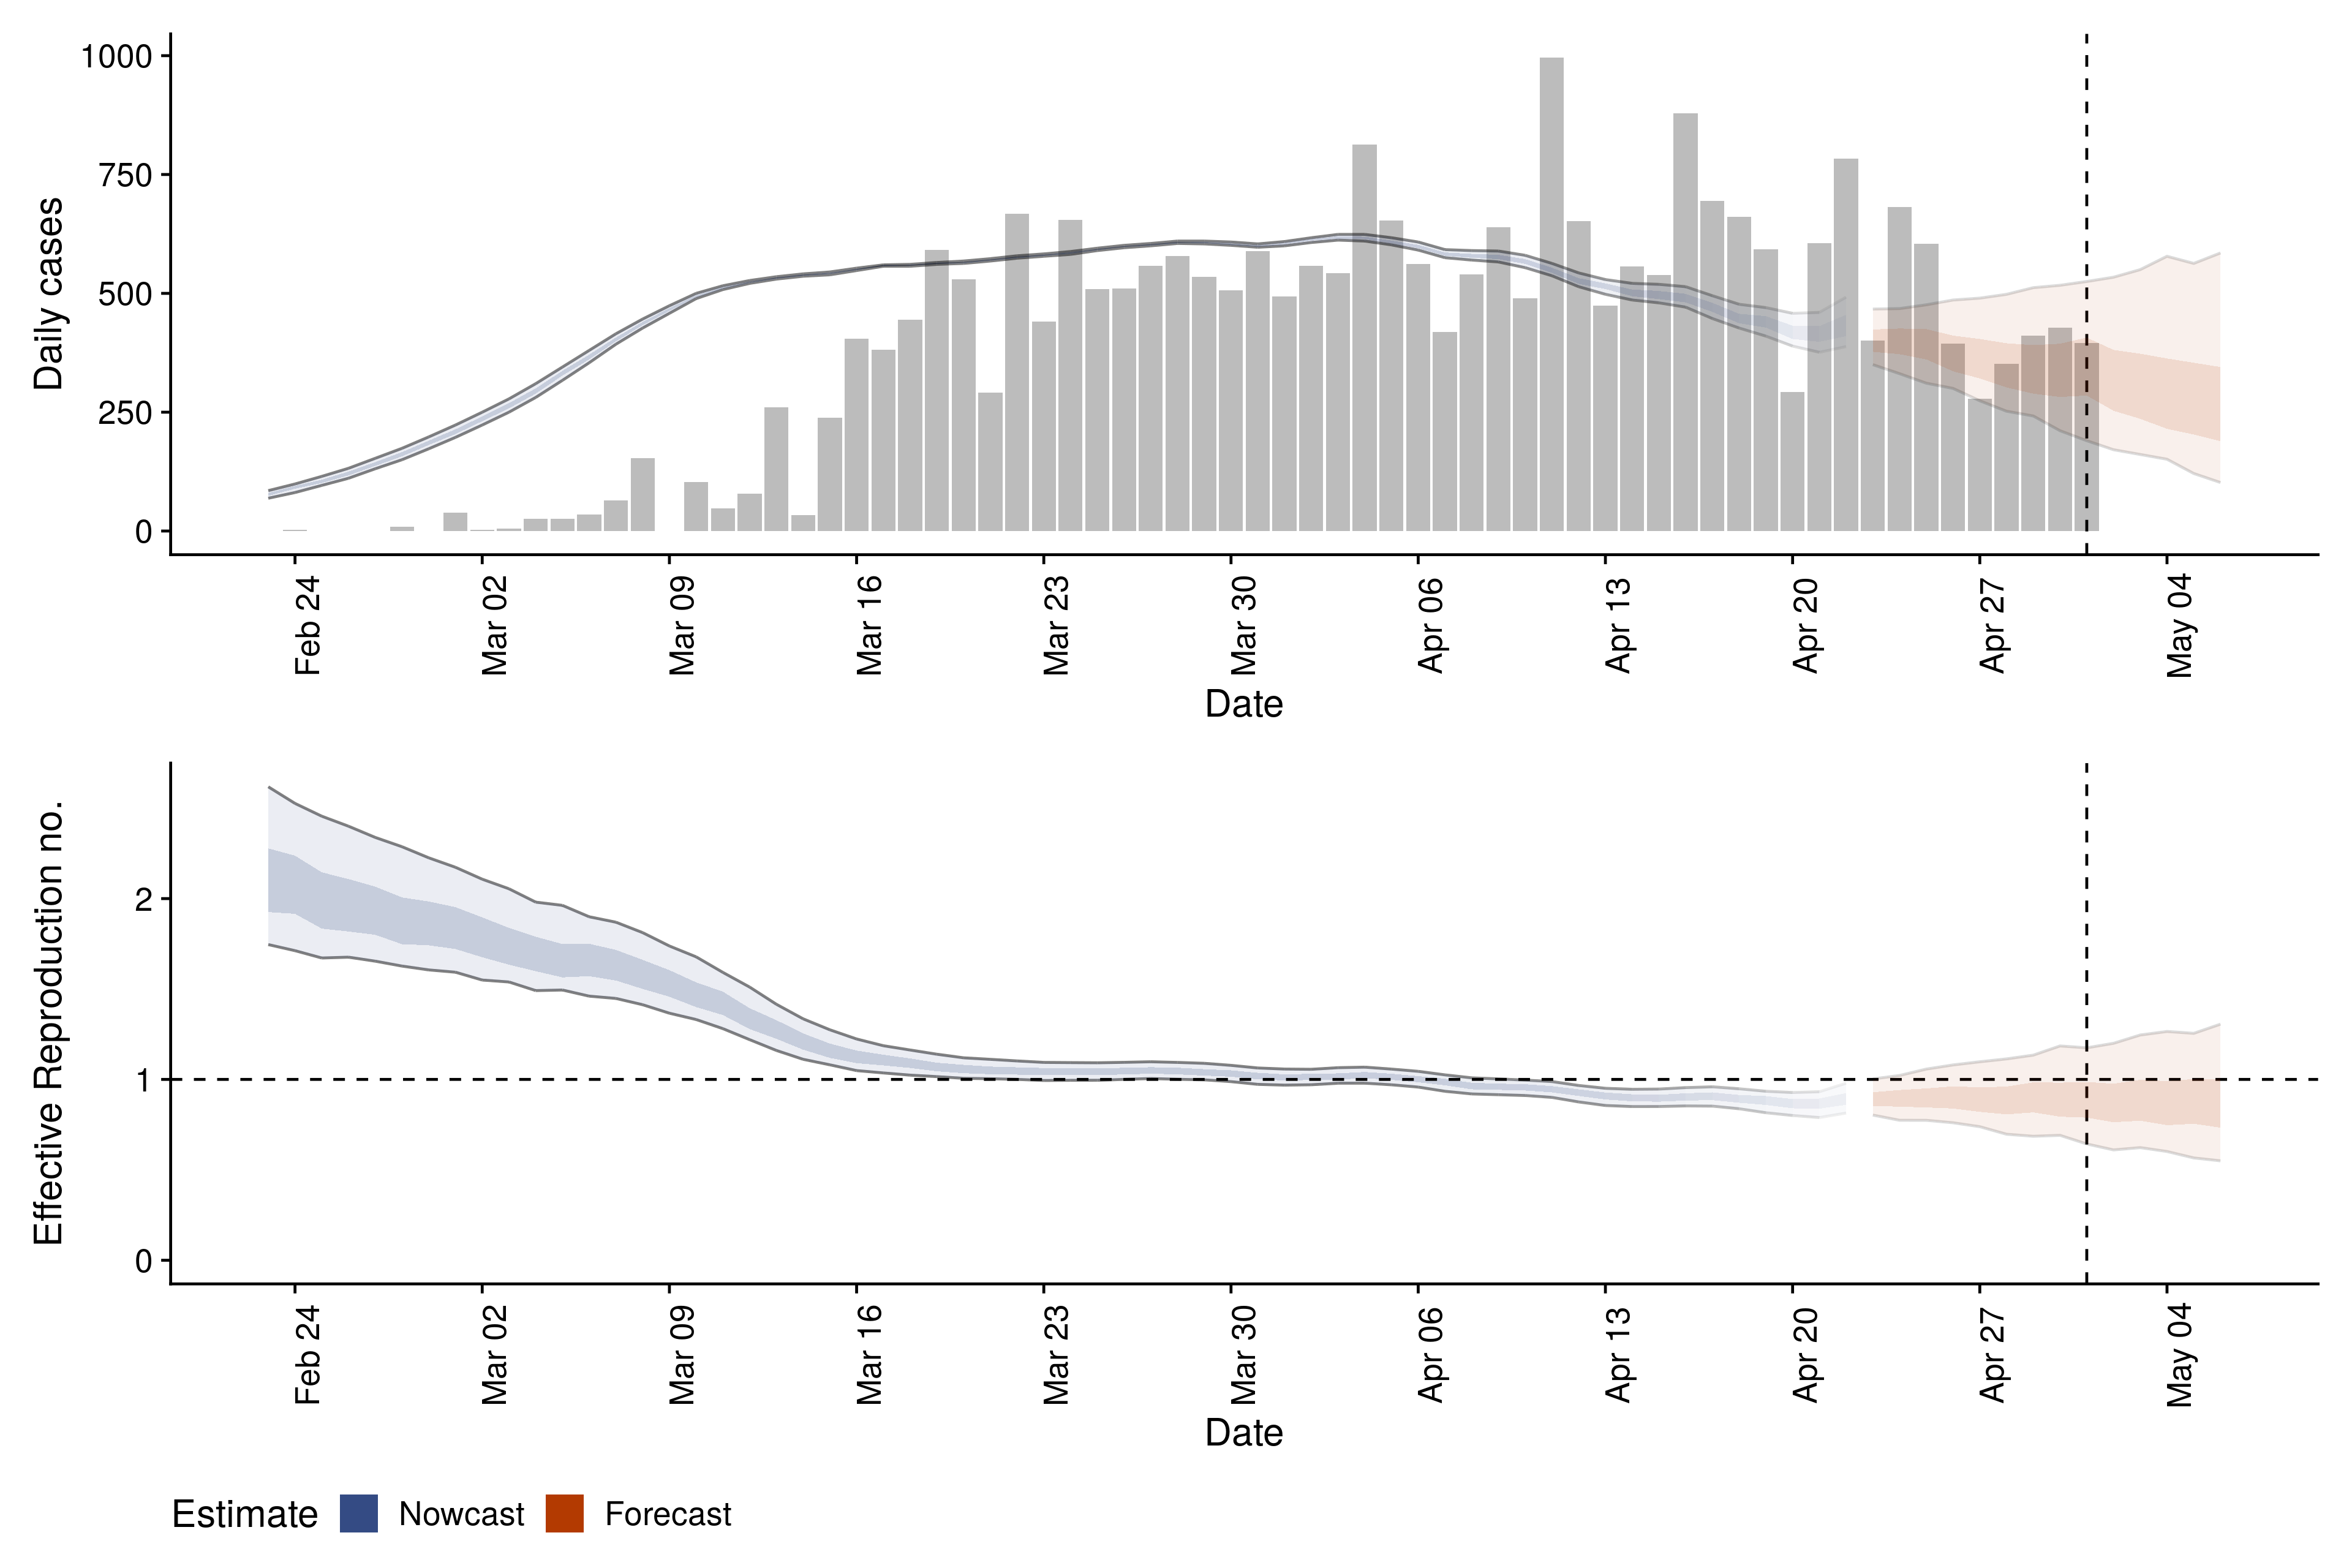 Daily cases
1000
750
500
250
0
Feb 24
Mar 02
Mar 09
Mar 16
Mar 23
Mar 30
Apr 06
Apr 13
Apr 20
Apr 27
May 04
Date
Effective Reproduction no.
2
1
0
Feb 24
Mar 02
Mar 09
Mar 16
Mar 23
Mar 30
Apr 06
Apr 13
Apr 20
Apr 27
May 04
Date
Estimate Nowcast Forecast